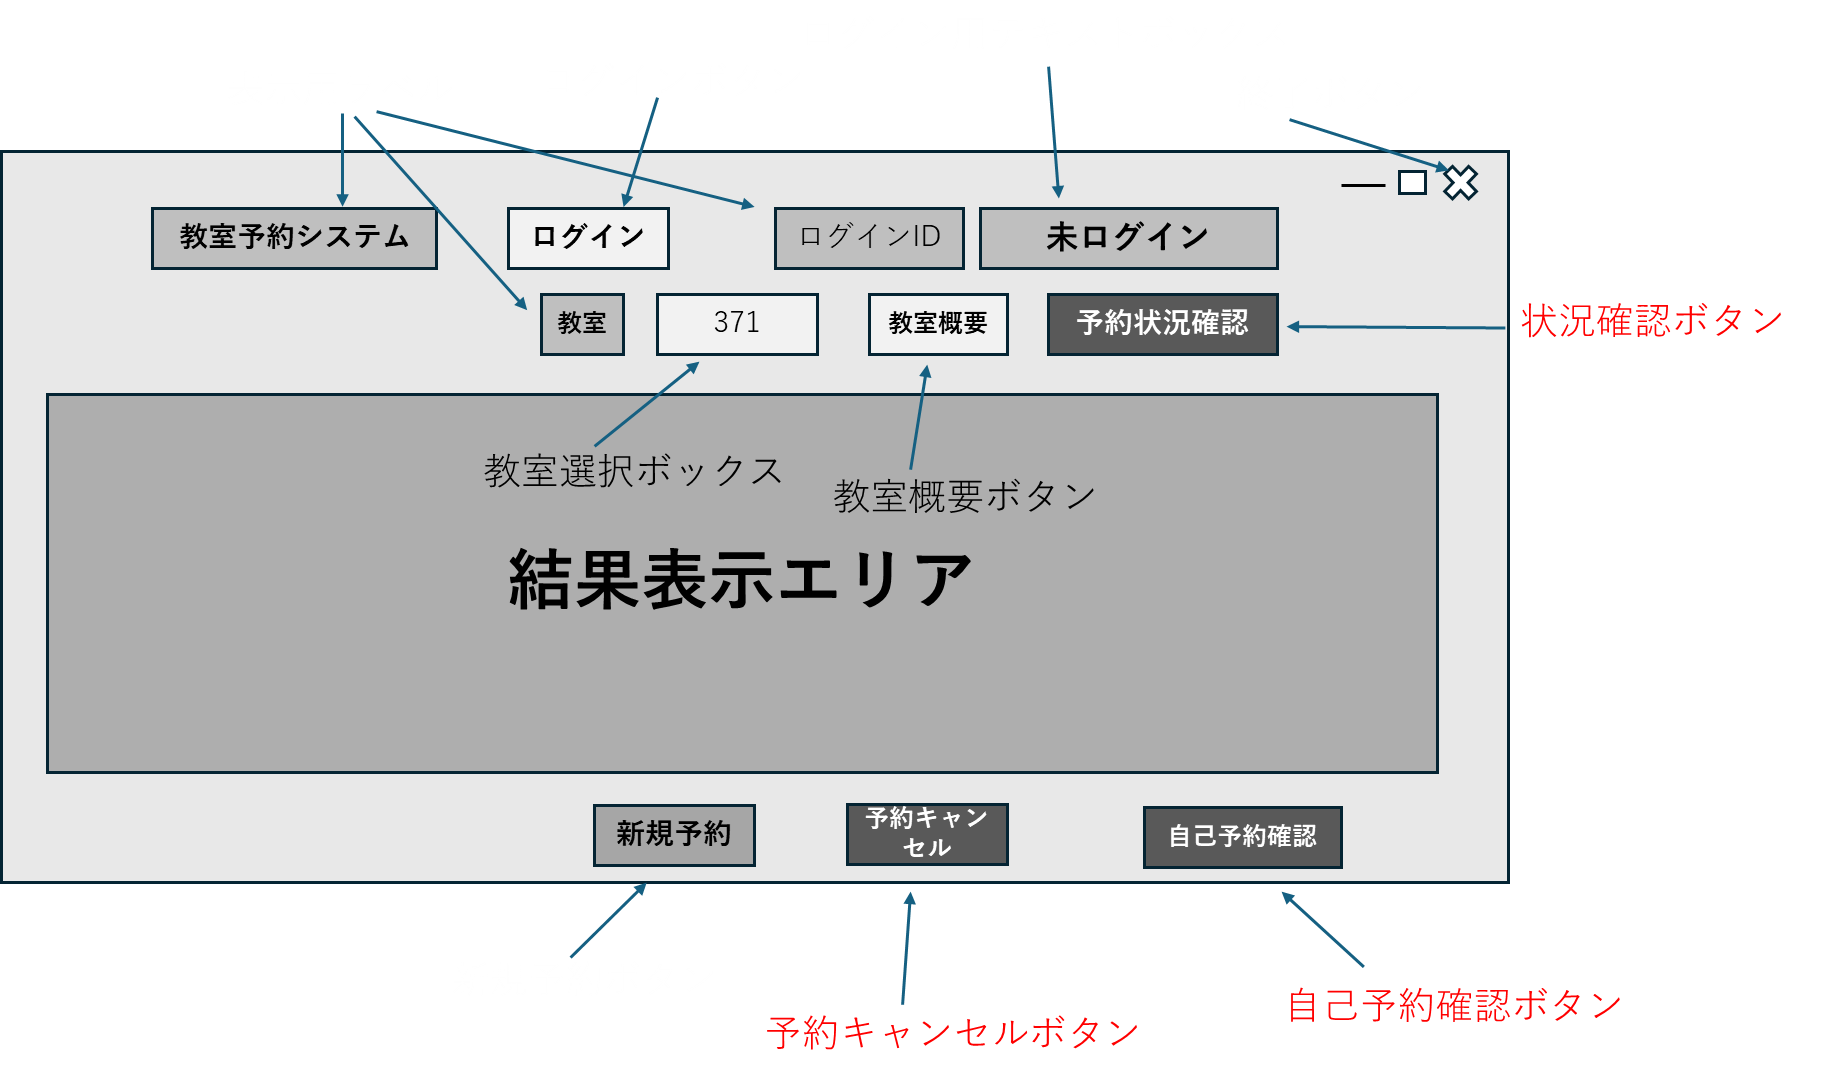 教室予約システム
ログイン
ログインID
未ログイン
教室
371
教室概要
予約状況確認
状況確認ボタン
教室選択ボックス
教室概要ボタン
結果表示エリア
新規予約
予約キャン
セル
自己予約確認
自己予約確認ボタン
予約キャンセルボタン